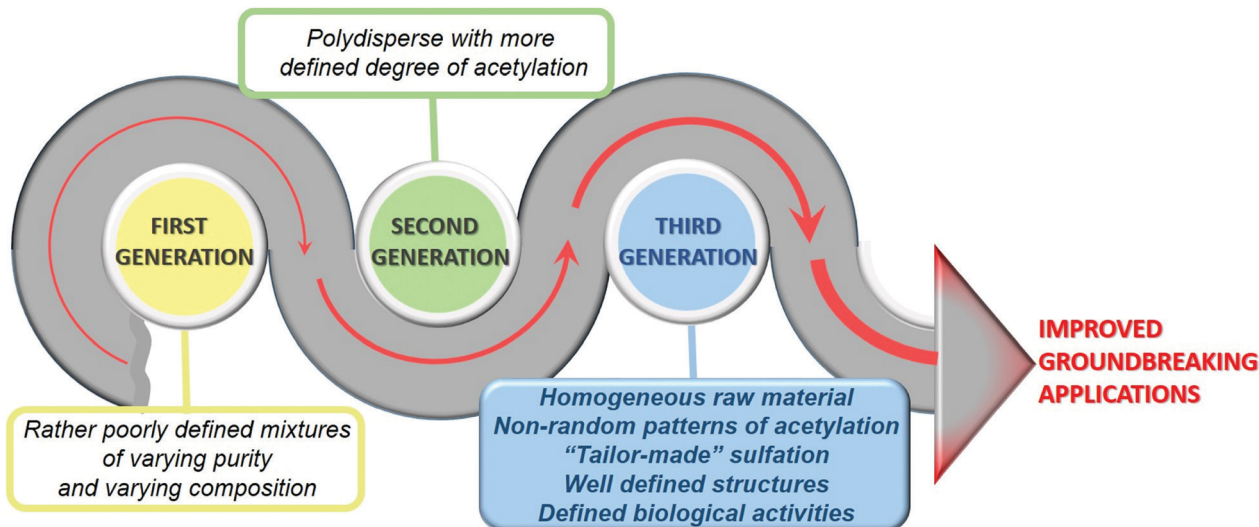 Polydisperse with more
defined degree of acetylation
FIRST
GENERATION
SECOND
GENERATION
THIRD
GENERATION
Rather poorly defined mixtures
of varying purity
and varying composition
Homogeneous raw material
Non-random patterns of acetylation
“Tailor-made” sulfation
Well defined structures
Defined biological activities
IMPROVED
GROUNDBREAKING
APPLICATIONS